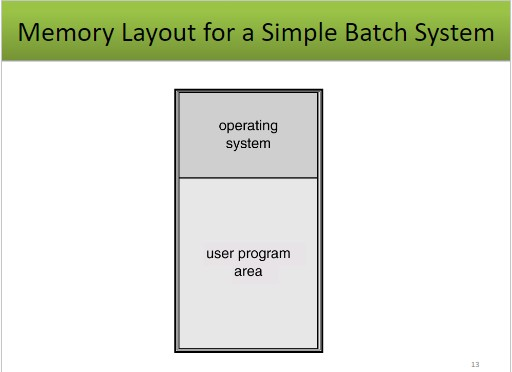 Memory Layout for a Simple Batch System
operating
system
user program
area
13